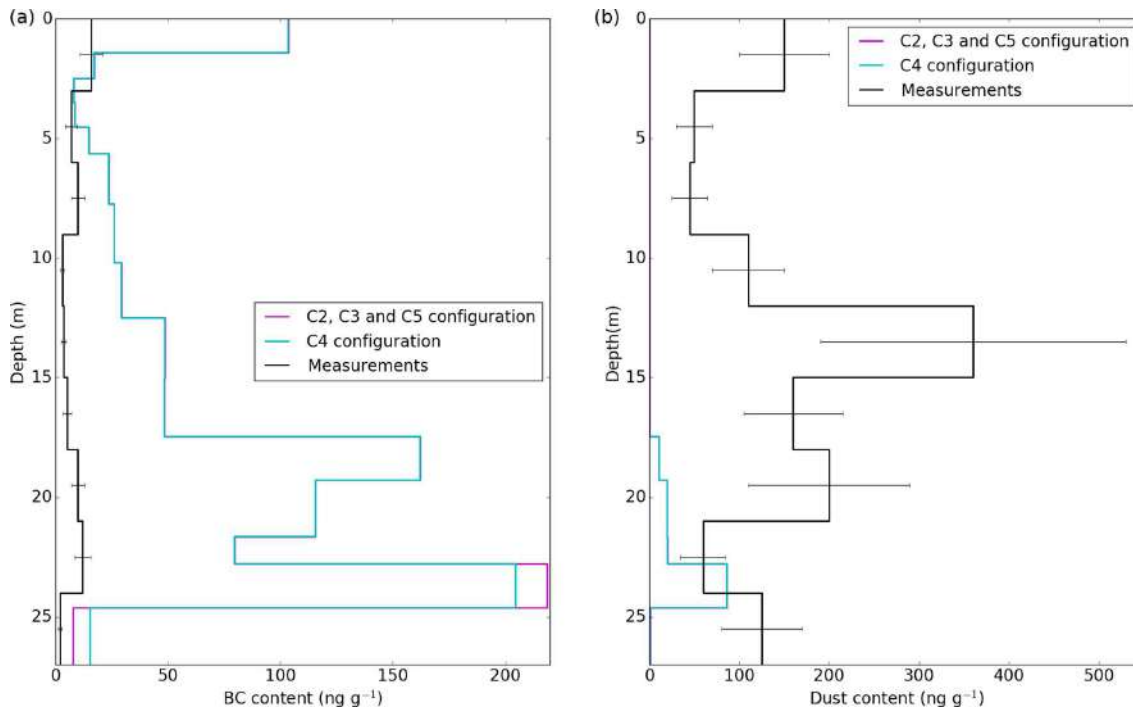 (a)
0
5
10
15
20
25
Depth (m)
C2, C3 and C5 configuration
C4 configuration
Measurements
0 50 100 150 200
BC content (ng g⁻¹)
(b)
0
5
10
15
20
25
Depth(m)
C2, C3 and C5 configuration
C4 configuration
Measurements
0 100 200 300 400 500
Dust content (ng g⁻¹)